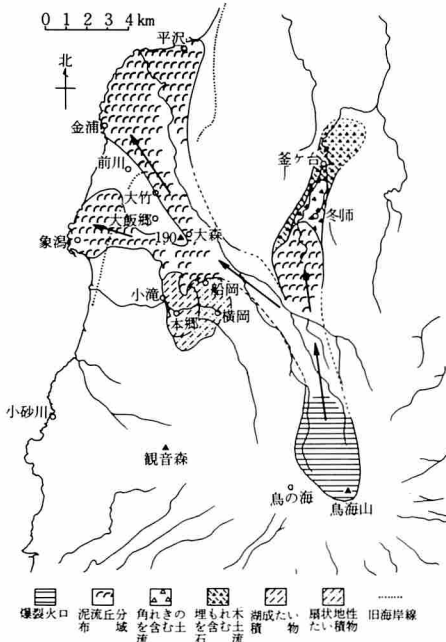 0 1 2 3 4 km
北
平沢
金浦
前川
大竹
大飯郷
象潟
190
大森
小滝
船岡
本郷
横岡
釜ヶ台
冬師
小砂川
観音森
鳥の海
鳥海山
爆裂火口
泥流丘分
布域
角れき
を含む土
石流
埋もれ木
を含む土
石流
湖成たい
積物
扇状地性
たい積物
旧海岸線